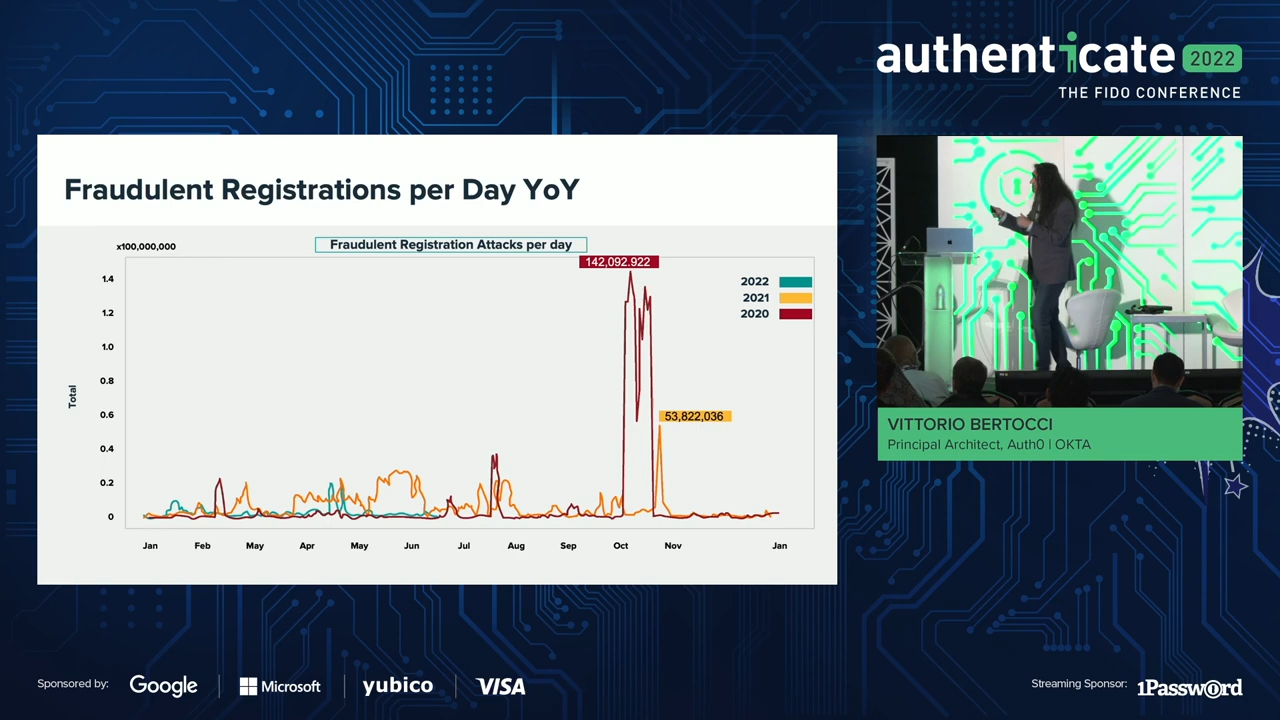 authenticate 2022
THE FIDO CONFERENCE
Fraudulent Registrations per Day YoY
x100,000,000
Fraudulent Registration Attacks per day
142,092.922
1.4
1.2
1.0
0.8
0.6
0.4
0.2
0
Total
2022
2021
2020
53,822,036
Jan Feb May Apr May Jun Jul Aug Sep Oct Nov Jan
VITTORIO BERTOCCI
Principal Architect, Auth0 | OKTA
Sponsored by: Google Microsoft yubico VISA
Streaming Sponsor: 1Password